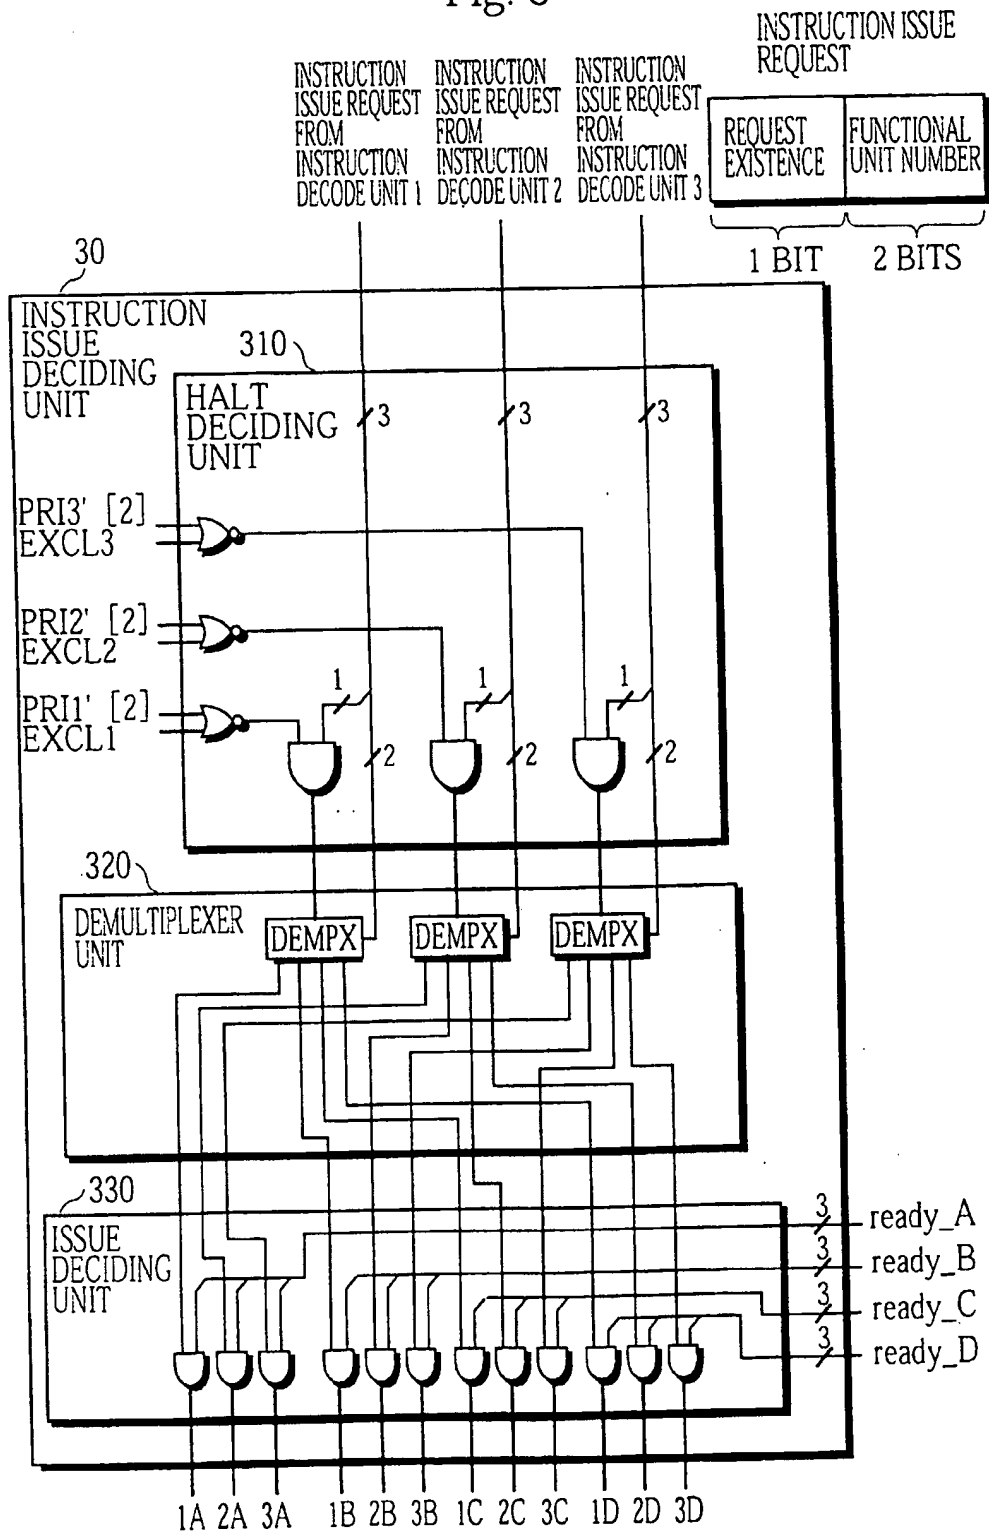 INSTRUCTION ISSUE
REQUEST
INSTRUCTION
ISSUE REQUEST
FROM
INSTRUCTION
DECODE UNIT 1
INSTRUCTION
ISSUE REQUEST
FROM
INSTRUCTION
DECODE UNIT 2
INSTRUCTION
ISSUE REQUEST
FROM
INSTRUCTION
DECODE UNIT 3
REQUEST
EXISTENCE
FUNCTIONAL
UNIT NUMBER
1 BIT
2 BITS
30
INSTRUCTION
ISSUE
DECIDING
UNIT
310
HALT
DECIDING
UNIT
3
3
3
PRI3' [2]
EXCL3
PRI2' [2]
EXCL2
PRI1' [2]
EXCL1
1
1
1
2
2
2
320
DEMULTIPLEXER
UNIT
DEMPX
DEMPX
DEMPX
330
ISSUE
DECIDING
UNIT
3
ready_A
3
ready_B
3
ready_C
3
ready_D
1A 2A 3A 1B 2B 3B 1C 2C 3C 1D 2D 3D